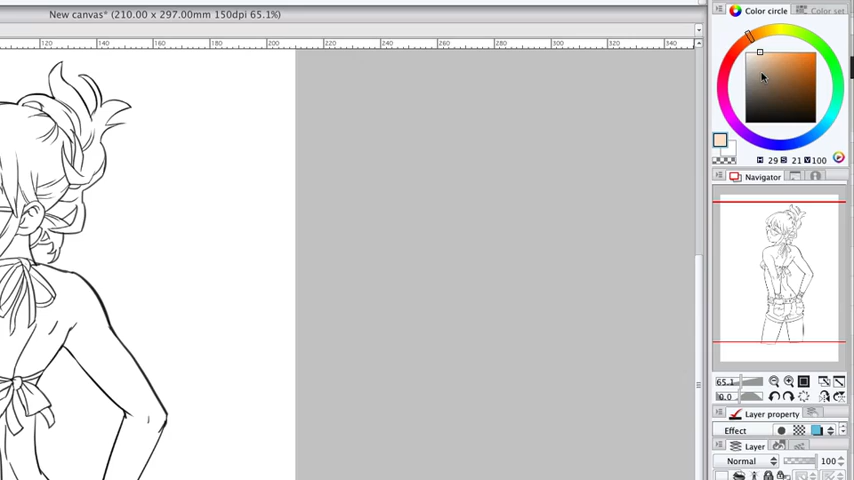 New canvas* (210.00 x 297.00mm 150dpi 65.1%)
Color circle
Color set
120 140 160 180 200 220 240 260 280 300 320 340
H 29 S 21 V100
Navigator
65.1
0.0
Layer property
Effect
Layer
Normal
100